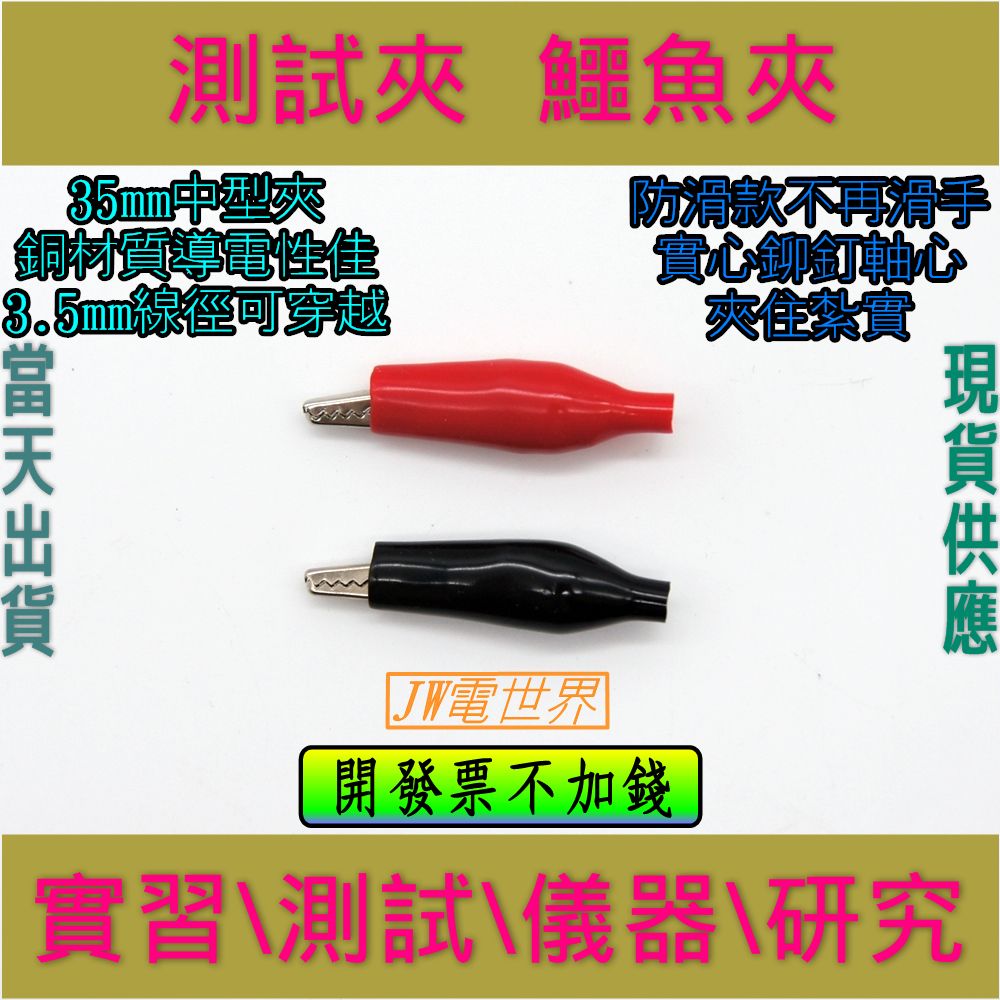 測試夾 鱷魚夾
35mm中型夾
銅材質導電性佳
3.5mm線徑可穿越
防滑款不再滑手
實心鉚釘軸心
夾住紮實
當天出貨
現貨供應
JW電世界
開發票不加錢
實習\測試\儀器\研究